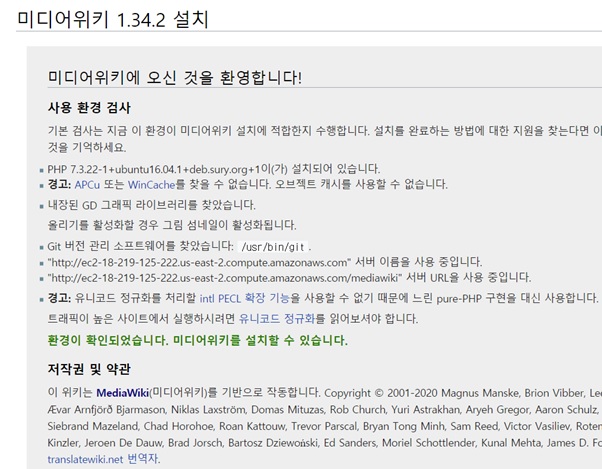 미디어위키 1.34.2 설치
미디어위키에 오신 것을 환영합니다!
사용 환경 검사
기본 검사는 지금 이 환경이 미디어위키 설치에 적합한지 수행합니다. 설치를 완료하는 방법에 대한 지원을 찾는다면 이
것을 기억하세요.
PHP 7.3.22-1+ubuntu16.04.1+deb.sury.org+1이(가) 설치되어 있습니다.
경고: APCu 또는 WinCache를 찾을 수 없습니다. 오브젝트 캐시를 사용할 수 없습니다.
내장된 GD 그래픽 라이브러리를 찾았습니다.
올리기를 활성화할 경우 그림 섬네일이 활성화됩니다.
Git 버전 관리 소프트웨어를 찾았습니다: /usr/bin/git.
"http://ec2-18-219-125-222.us-east-2.compute.amazonaws.com" 서버 이름을 사용 중입니다.
"http://ec2-18-219-125-222.us-east-2.compute.amazonaws.com/mediawiki" 서버 URL을 사용 중입니다.
경고: 유니코드 정규화를 처리할 intl PECL 확장 기능을 사용할 수 없기 때문에 느린 pure-PHP 구현을 대신 사용합니다.
트래픽이 높은 사이트에서 실행하시려면 유니코드 정규화를 읽어보셔야 합니다.
환경이 확인되었습니다. 미디어위키를 설치할 수 있습니다.
저작권 및 약관
이 위키는 MediaWiki(미디어위키)를 기반으로 작동합니다. Copyright © 2001-2020 Magnus Manske, Brion Vibber, Lee
Ævar Arnfjörð Bjarmason, Niklas Laxström, Domas Mituzas, Rob Church, Yuri Astrakhan, Aryeh Gregor, Aaron Schulz,
Siebrand Mazeland, Chad Horohoe, Roan Kattouw, Trevor Parscal, Bryan Tong Minh, Sam Reed, Victor Vasiliev, Rote
Kinzler, Jeroen De Dauw, Brad Jorsch, Bartosz Dziewoński, Ed Sanders, Moriel Schottlender, Kunal Mehta, James D. Fo
translatewiki.net 번역자.